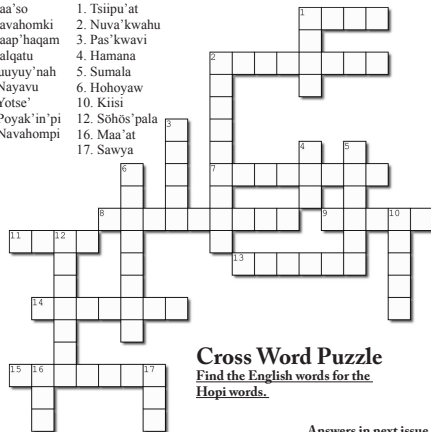 aa'so
avahomki
aap'haqam
alqatu
uuyuy'nah
Nayavu
Yotse'
Poyak'in'pi
Navahompi
1. Tsiipu'at
2. Nuva'kwahu
3. Pas'kwavi
4. Hamana
5. Sumala
6. Hohoyaw
10. Kiisi
12. Söhös'pala
16. Maa'at
17. Sawya
1
2
3
4 5
6 7
8 9 10
11 12
13
14
15 16 17
Cross Word Puzzle
Find the English words for the
Hopi words.
Answers in next issue